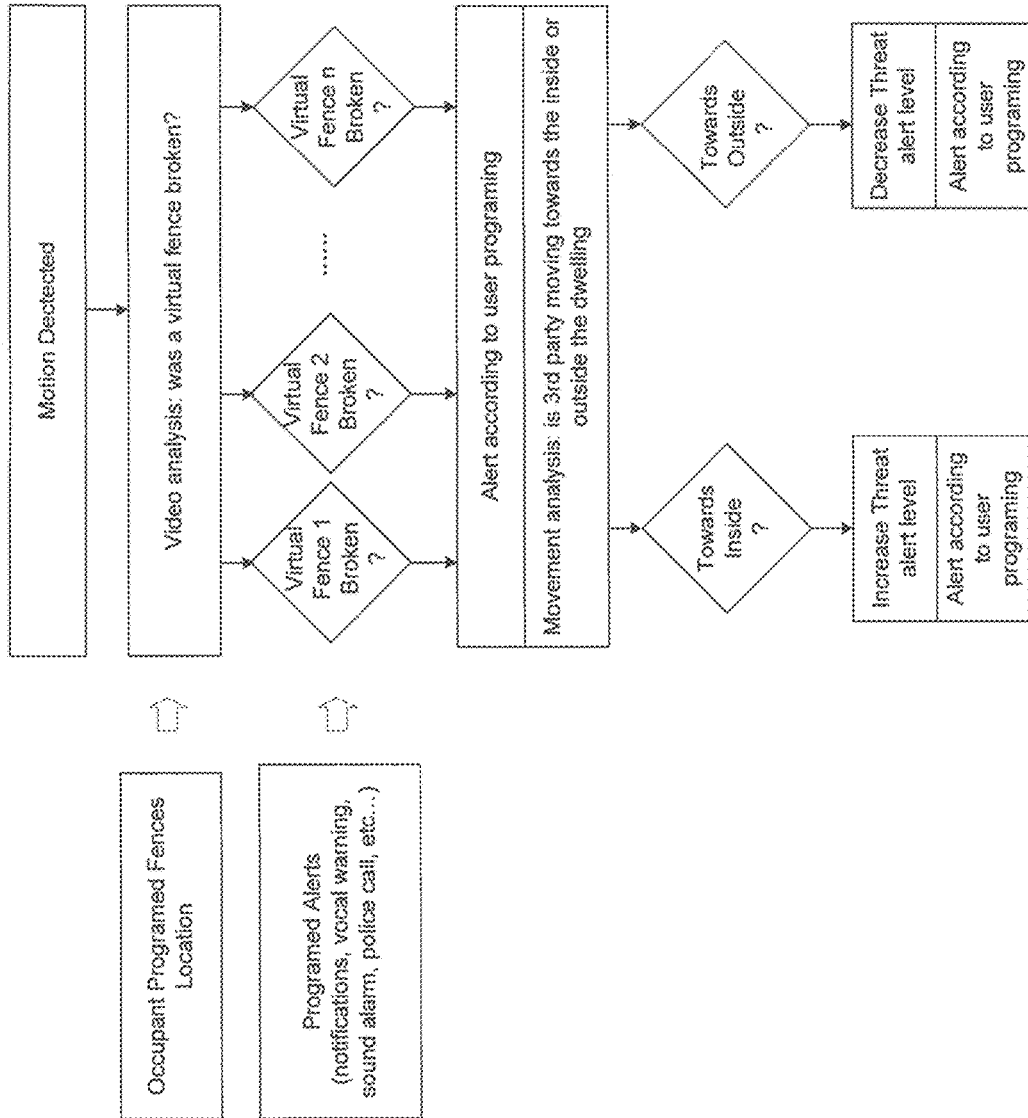 Motion Dectected
Video analysis: was a virtual fence broken?
Occupant Programed Fences
Location
Virtual
Fence 1
Broken
?
Virtual
Fence 2
Broken
?
......
Virtual
Fence n
Broken
?
Programed Alerts
(notifications, vocal warning,
sound alarm, police call, etc...)
Alert according to user programing
Movement analysis: is 3rd party moving towards the inside or
outside the dwelling
Towards
Inside
?
Towards
Outside
?
Increase Threat
alert level
Alert according
to user
programing
Decrease Threat
alert level
Alert according
to user
programing